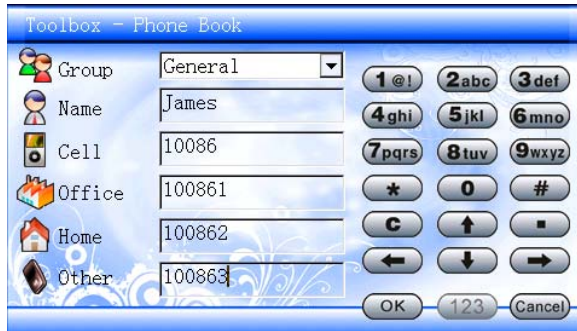 Toolbox - Phone Book
Group General
Name James
Cell 10086
Office 100861
Home 100862
Other 100863
1@! 2abc 3def
4ghi 5jkl 6mno
7pqrs 8tuv 9wxyz
* 0 #
C
OK 123 Cancel